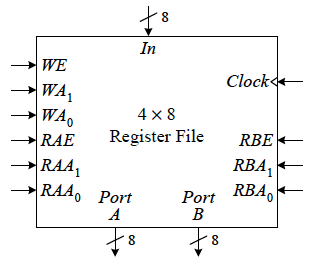 8
In
WE
Clock
WA1
WA0
4 × 8
RAE
Register File
RBE
RAA1
RBA1
RAA0
Port
A
Port
B
RBA0
8
8